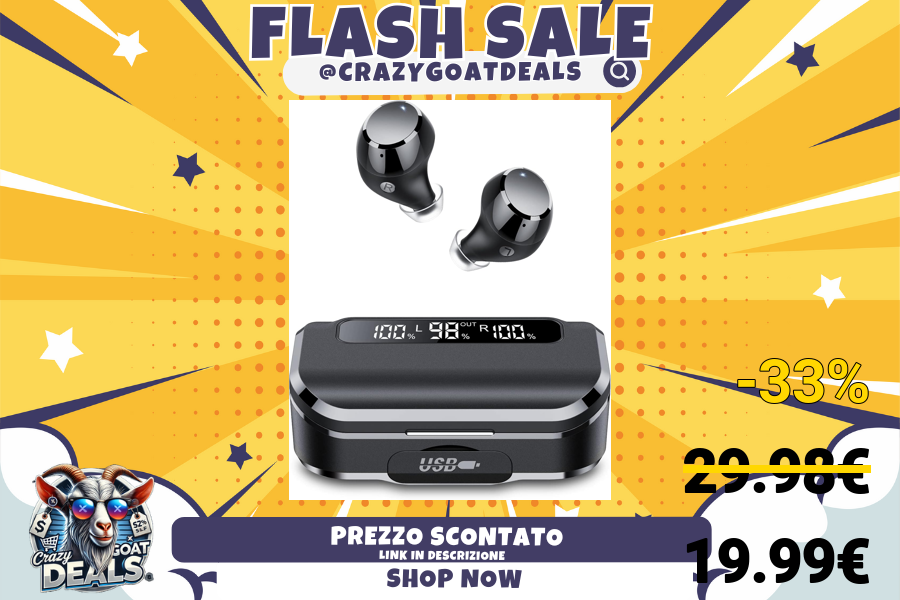 FLASH SALE
@CRAZYGOATDEALS
R
L
100% L 98% OUT R 100%
USB
-33%
29.98€
19.99€
PREZZO SCONTATO
LINK IN DESCRIZIONE
SHOP NOW
$
52%
Crazy
GOAT
DEALS